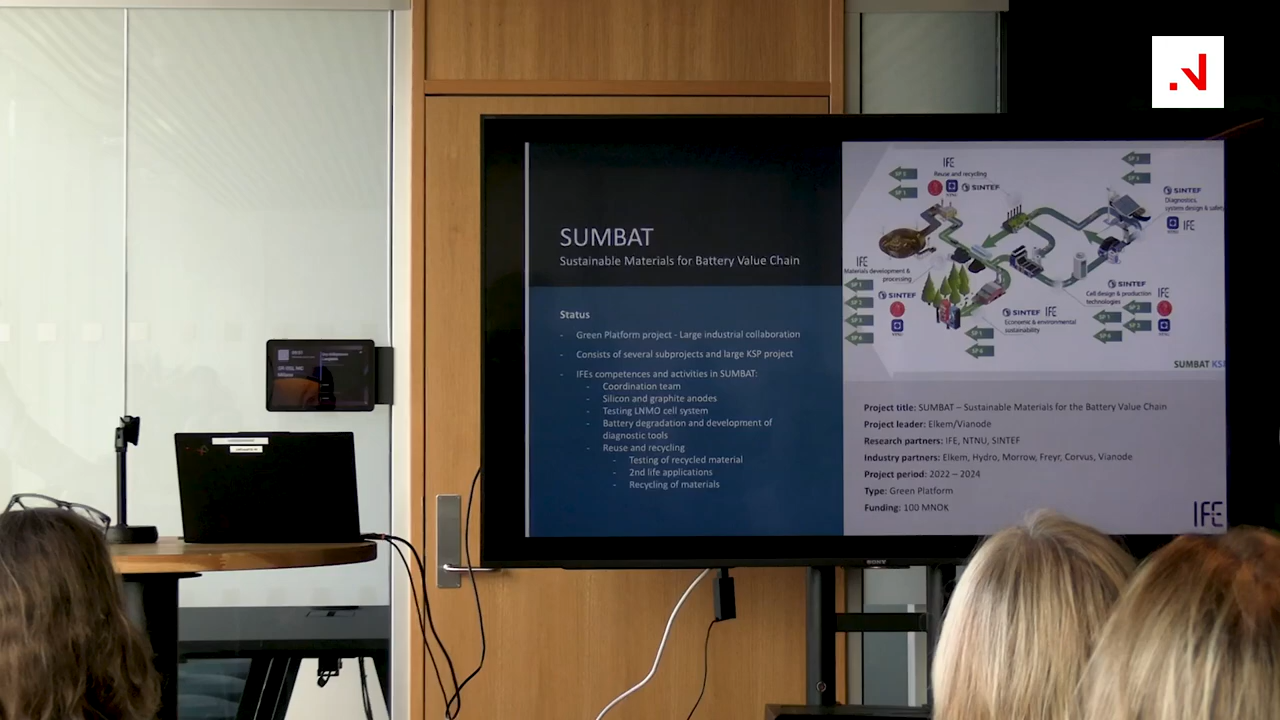 SUMBAT
Sustainable Materials for Battery Value Chain
Status
- Green Platform project - Large industrial collaboration
- Consists of several subprojects and large KSP project
- IFEs competences and activities in SUMBAT:
- Coordination team
- Silicon and graphite anodes
- Testing LNMO cell system
- Battery degradation and development of
diagnostic tools
- Reuse and recycling
- Testing of recycled material
- 2nd life applications
- Recycling of materials
IFE
Reuse and recycling
SINTEF
SINTEF
Diagnostics,
system design & safety
IFE
IFE
Materials development &
processing
SP 1
SINTEF
SINTEF
IFE
Cell design & production
technologies
SINTEF IFE
Economic & environmental
sustainability
SUMBAT KSP
Project title: SUMBAT – Sustainable Materials for the Battery Value Chain
Project leader: Elkem/Vianode
Research partners: IFE, NTNU, SINTEF
Industry partners: Elkem, Hydro, Morrow, Freyr, Corvus, Vianode
Project period: 2022 – 2024
Type: Green Platform
Funding: 100 MNOK
IFE
SONY